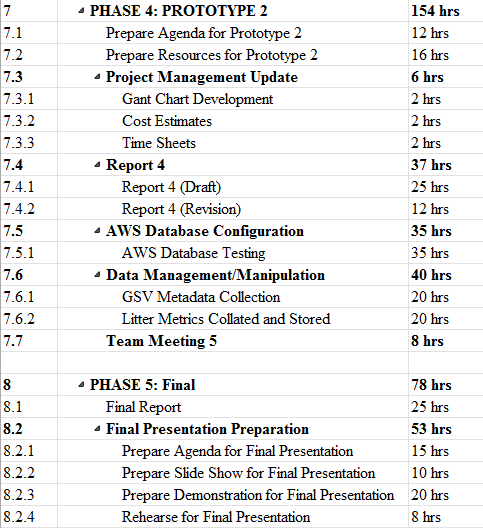 7 PHASE 4: PROTOTYPE 2 154 hrs
7.1 Prepare Agenda for Prototype 2 12 hrs
7.2 Prepare Resources for Prototype 2 16 hrs
7.3 Project Management Update 6 hrs
7.3.1 Gant Chart Development 2 hrs
7.3.2 Cost Estimates 2 hrs
7.3.3 Time Sheets 2 hrs
7.4 Report 4 37 hrs
7.4.1 Report 4 (Draft) 25 hrs
7.4.2 Report 4 (Revision) 12 hrs
7.5 AWS Database Configuration 35 hrs
7.5.1 AWS Database Testing 35 hrs
7.6 Data Management/Manipulation 40 hrs
7.6.1 GSV Metadata Collection 20 hrs
7.6.2 Litter Metrics Collated and Stored 20 hrs
7.7 Team Meeting 5 8 hrs
8 PHASE 5: Final 78 hrs
8.1 Final Report 25 hrs
8.2 Final Presentation Preparation 53 hrs
8.2.1 Prepare Agenda for Final Presentation 15 hrs
8.2.2 Prepare Slide Show for Final Presentation 10 hrs
8.2.3 Prepare Demonstration for Final Presentation 20 hrs
8.2.4 Rehearse for Final Presentation 8 hrs